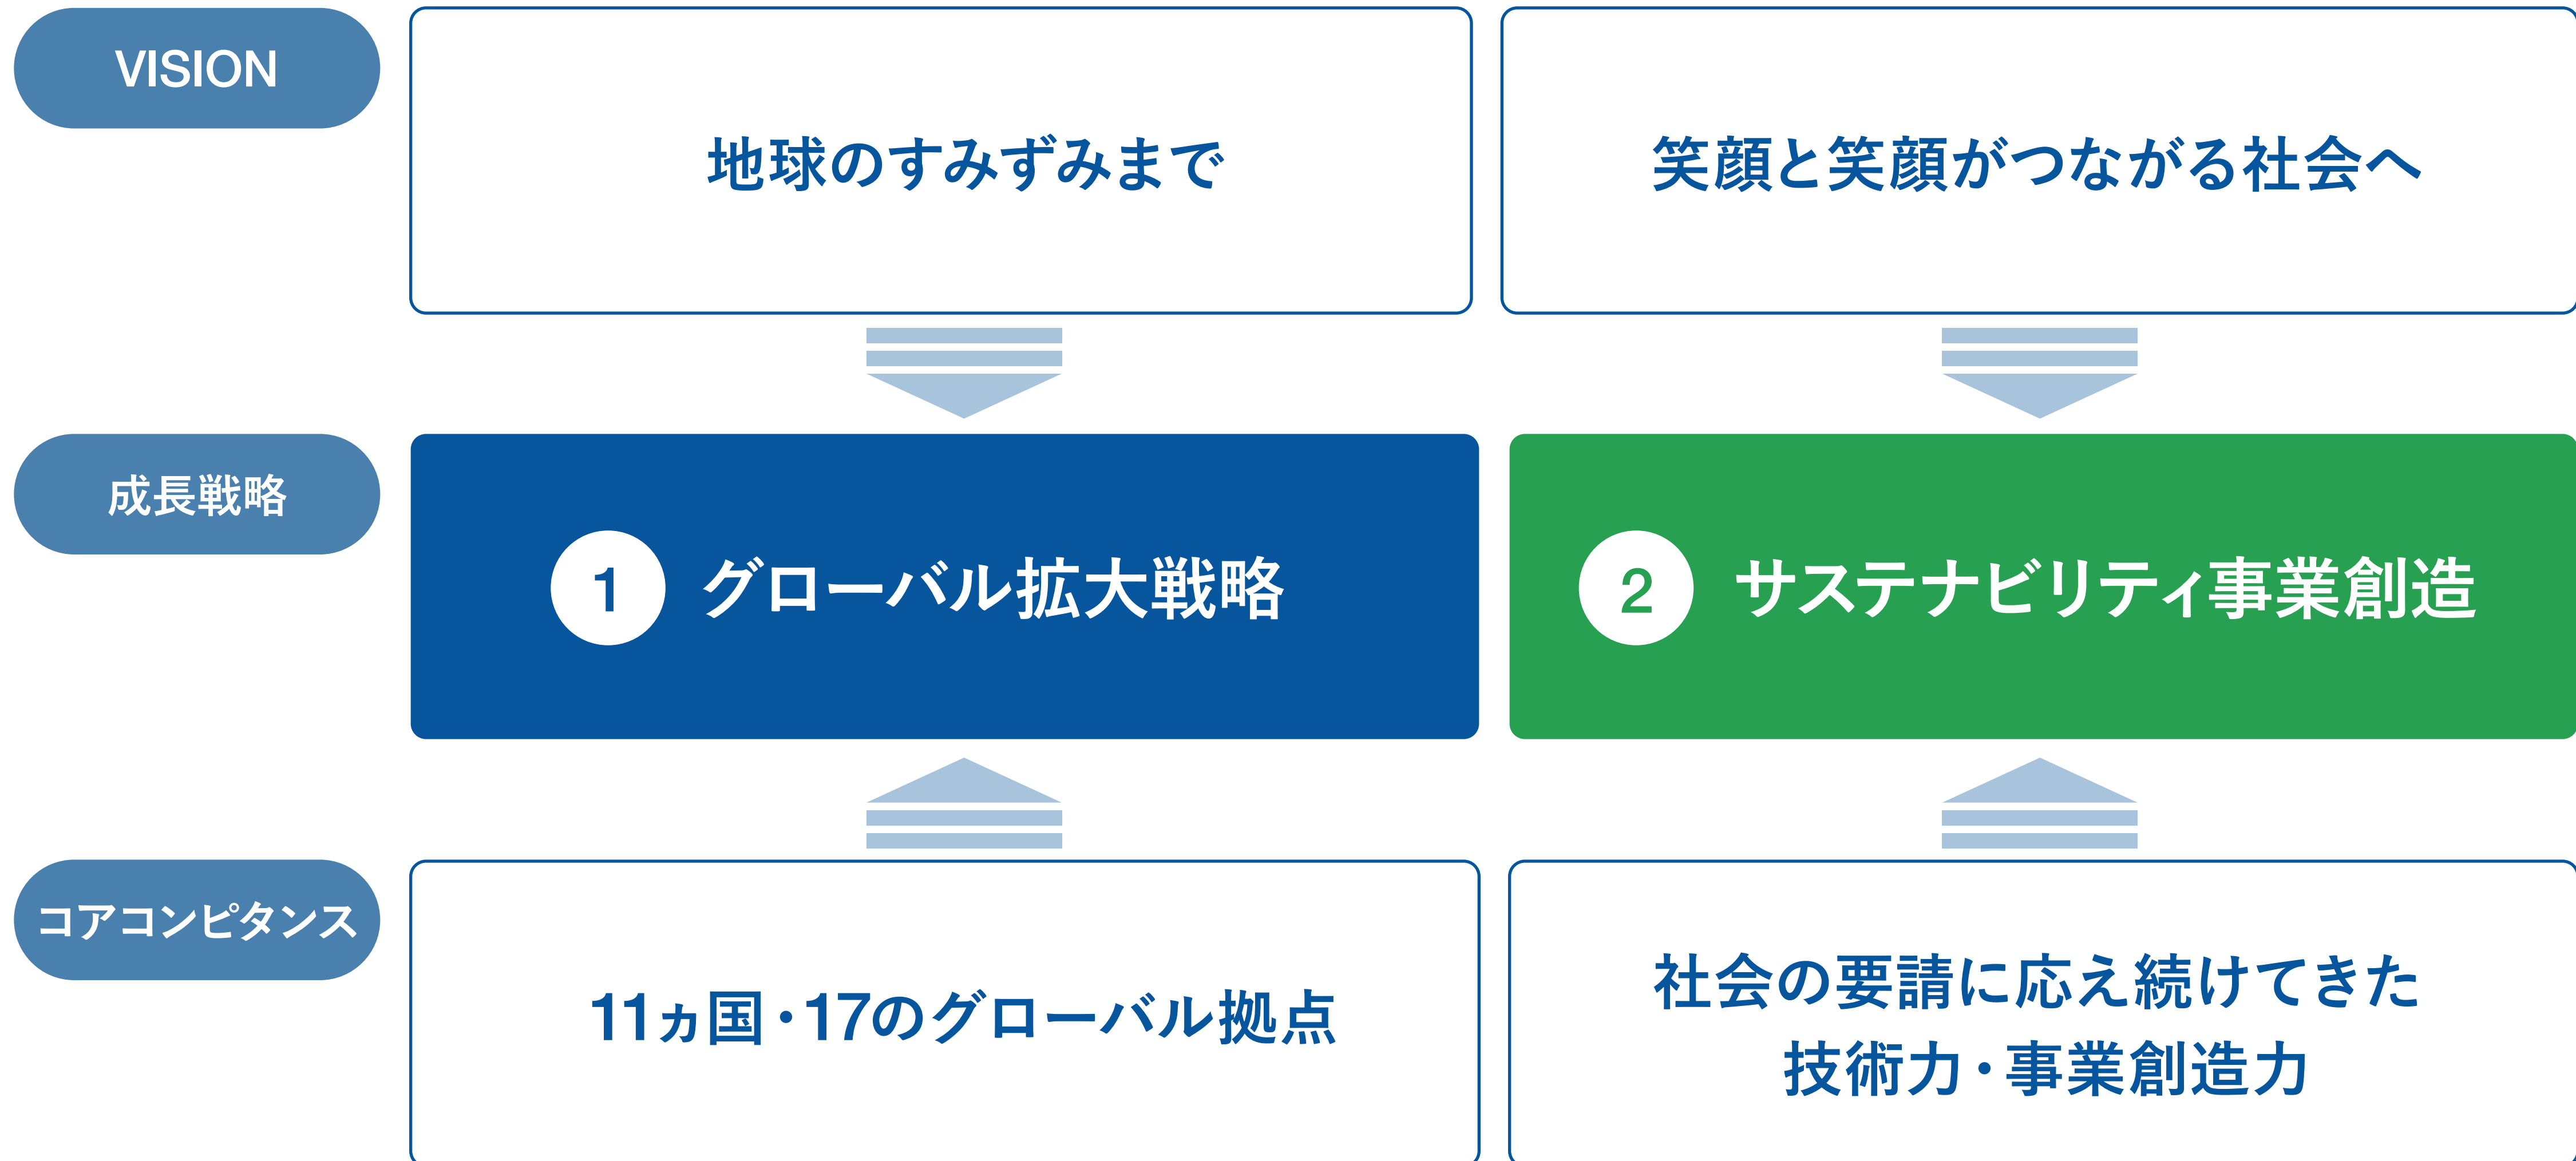 VISION
地球のすみずみまで
笑顔と笑顔がつながる社会へ
成長戦略
1 グローバル拡大戦略
2 サステナビリティ事業創造
コアコンピタンス
11ヵ国・17のグローバル拠点
社会の要請に応え続けてきた
技術力・事業創造力